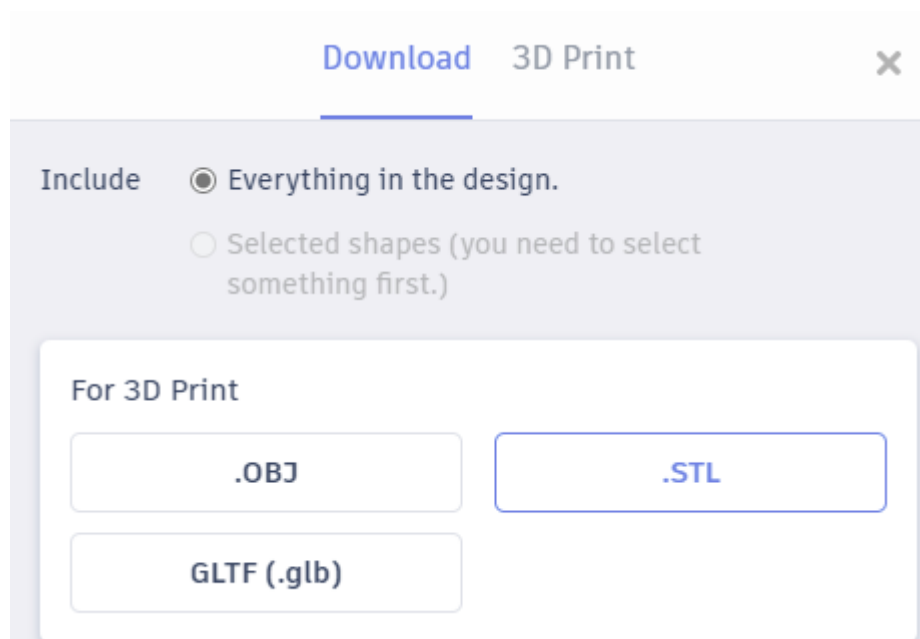 Download 3D Print
Include Everything in the design.
Selected shapes (you need to select
something first.)
For 3D Print
.OBJ .STL
GLTF (.glb)